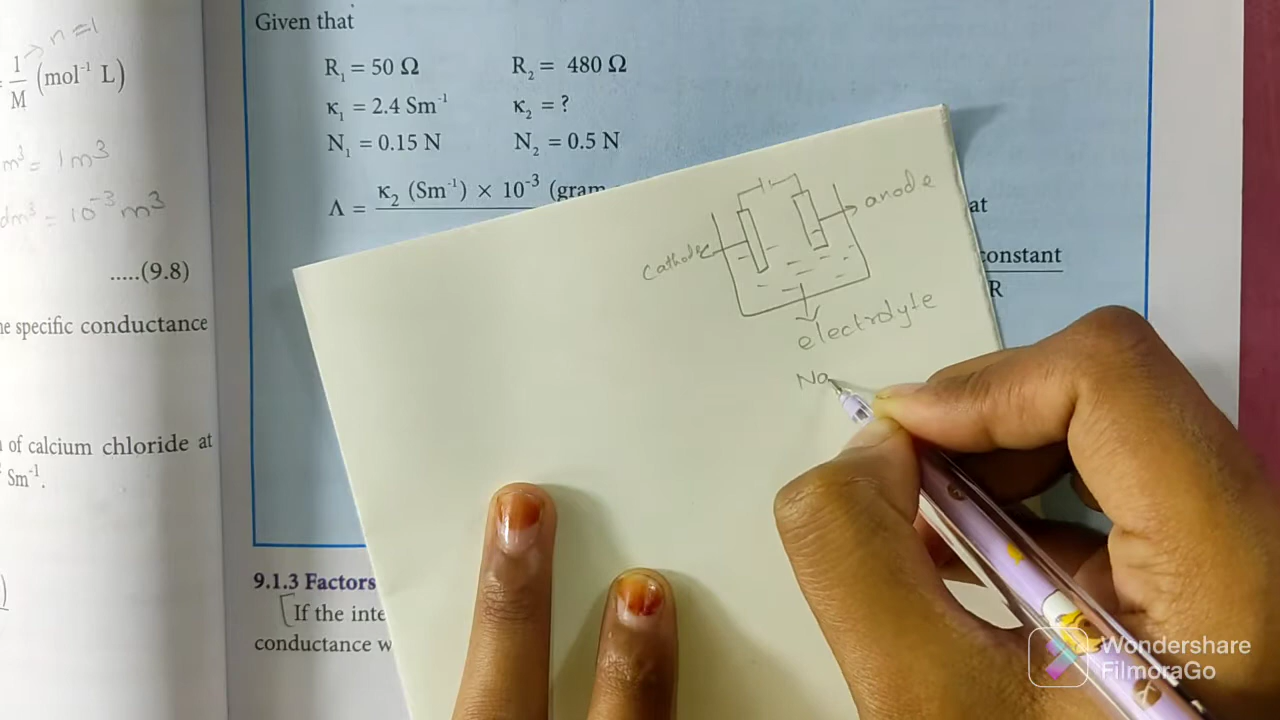 → n = 1
= 1/M (mol⁻¹ L)
m³ = 1m³
dm³ = 10⁻³ m³
.....(9.8)
specific conductance
of calcium chloride at
Sm⁻¹.
Given that
R₁ = 50 Ω R₂ = 480 Ω
κ₁ = 2.4 Sm⁻¹ κ₂ = ?
N₁ = 0.15 N N₂ = 0.5 N
Λ = κ₂ (Sm⁻¹) × 10⁻³ (gram
at
constant
R
anode
cathode
electrolyte
Na
9.1.3 Factors
If the inte
conductance w
Wondershare
FilmoraGo